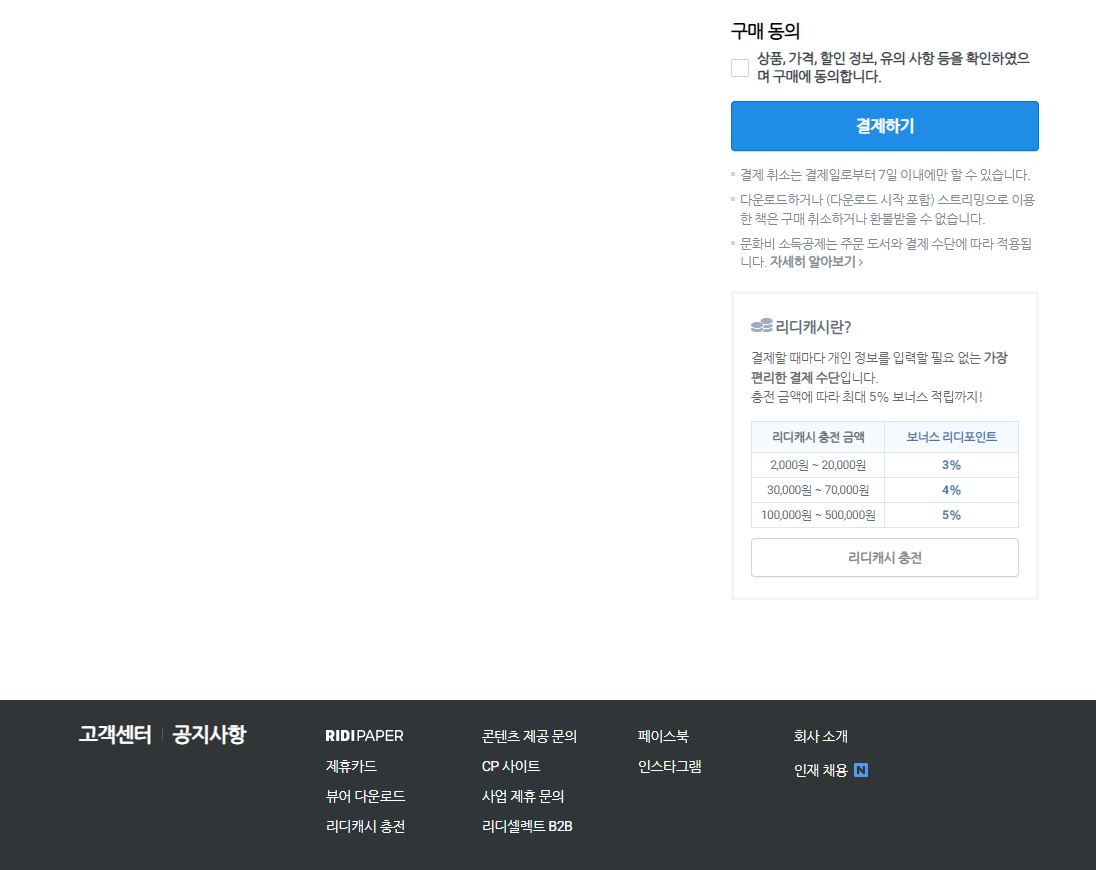 구매 동의
상품, 가격, 할인 정보, 유의 사항 등을 확인하였으
며 구매에 동의합니다.
결제하기
결제 취소는 결제일로부터 7일 이내에만 할 수 있습니다.
다운로드하거나 (다운로드 시작 포함) 스트리밍으로 이용
한 책은 구매 취소하거나 환불받을 수 없습니다.
문화비 소득공제는 주문 도서와 결제 수단에 따라 적용됩
니다. 자세히 알아보기 >
리디캐시란?
결제할 때마다 개인 정보를 입력할 필요 없는 가장
편리한 결제 수단입니다.
충전 금액에 따라 최대 5% 보너스 적립까지!
리디캐시 충전 금액 보너스 리디포인트
2,000원 ~ 20,000원 3%
30,000원 ~ 70,000원 4%
100,000원 ~ 500,000원 5%
리디캐시 충전
고객센터 공지사항
RIDIPAPER
제휴카드
뷰어 다운로드
리디캐시 충전
콘텐츠 제공 문의
CP 사이트
사업 제휴 문의
리디셀렉트 B2B
페이스북
인스타그램
회사 소개
인재 채용 N